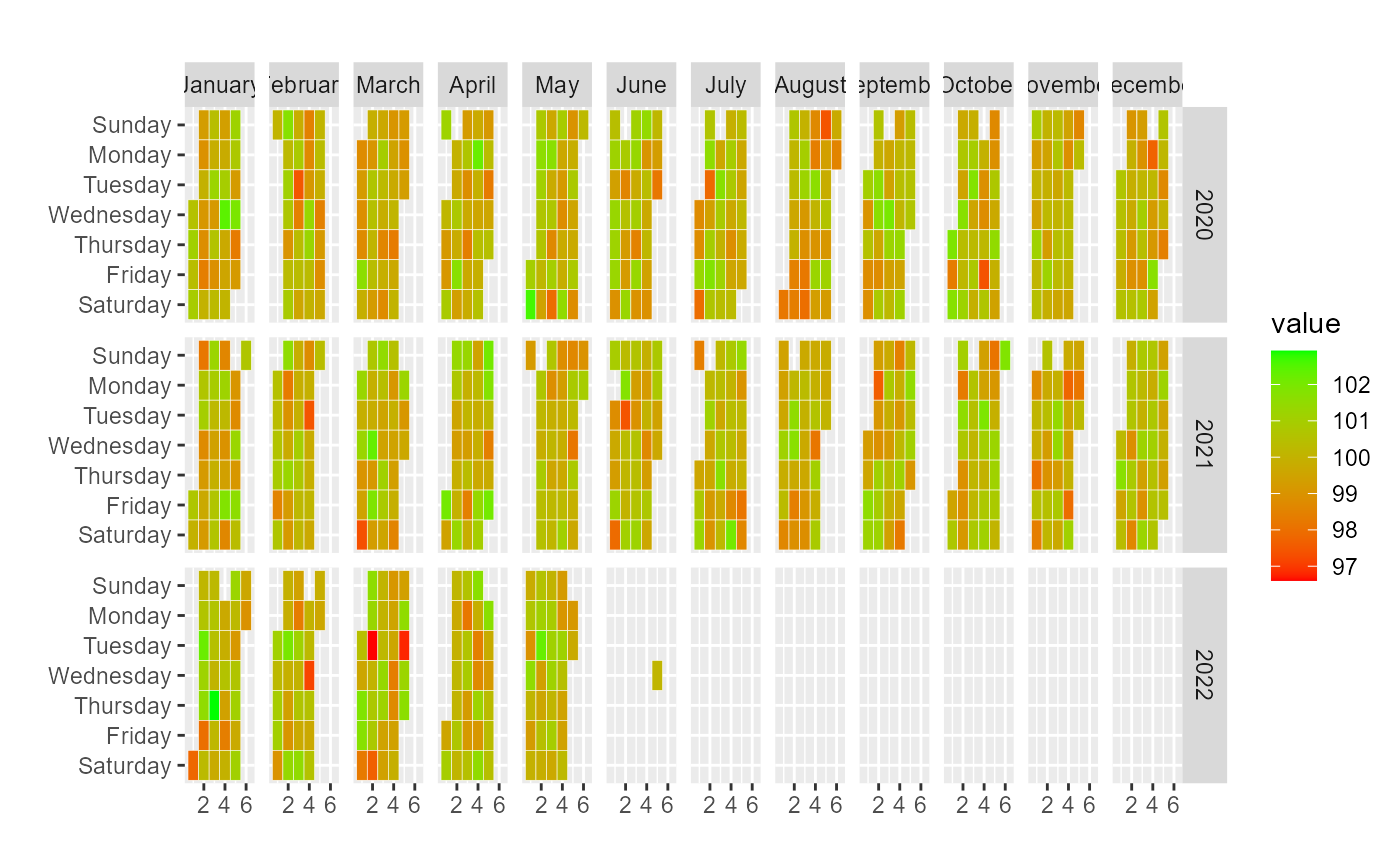 January
Februar
March
April
May
June
July
August
eptemb
Octobe
ovembe
ecembe
Sunday
Monday
Tuesday
Wednesday
Thursday
Friday
Saturday
2020
Sunday
Monday
Tuesday
Wednesday
Thursday
Friday
Saturday
2021
Sunday
Monday
Tuesday
Wednesday
Thursday
Friday
Saturday
2022
2 4 6 2 4 6 2 4 6 2 4 6 2 4 6 2 4 6 2 4 6 2 4 6 2 4 6 2 4 6 2 4 6 2 4 6
value
102
101
100
99
98
97